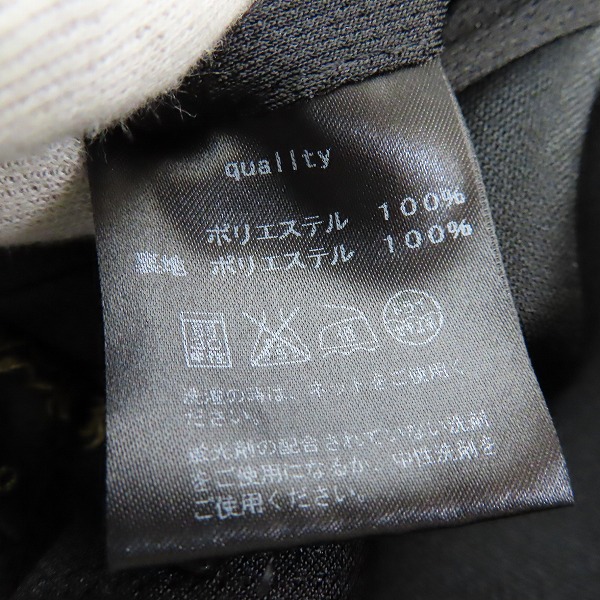 quality
ポリエステル 100%
裏地 ポリエステル 100%
洗濯の時は、ネットをご使用く
ださい。
蛍光剤の配合されていない洗剤
をご使用になるか、中性洗剤を
ご使用ください。